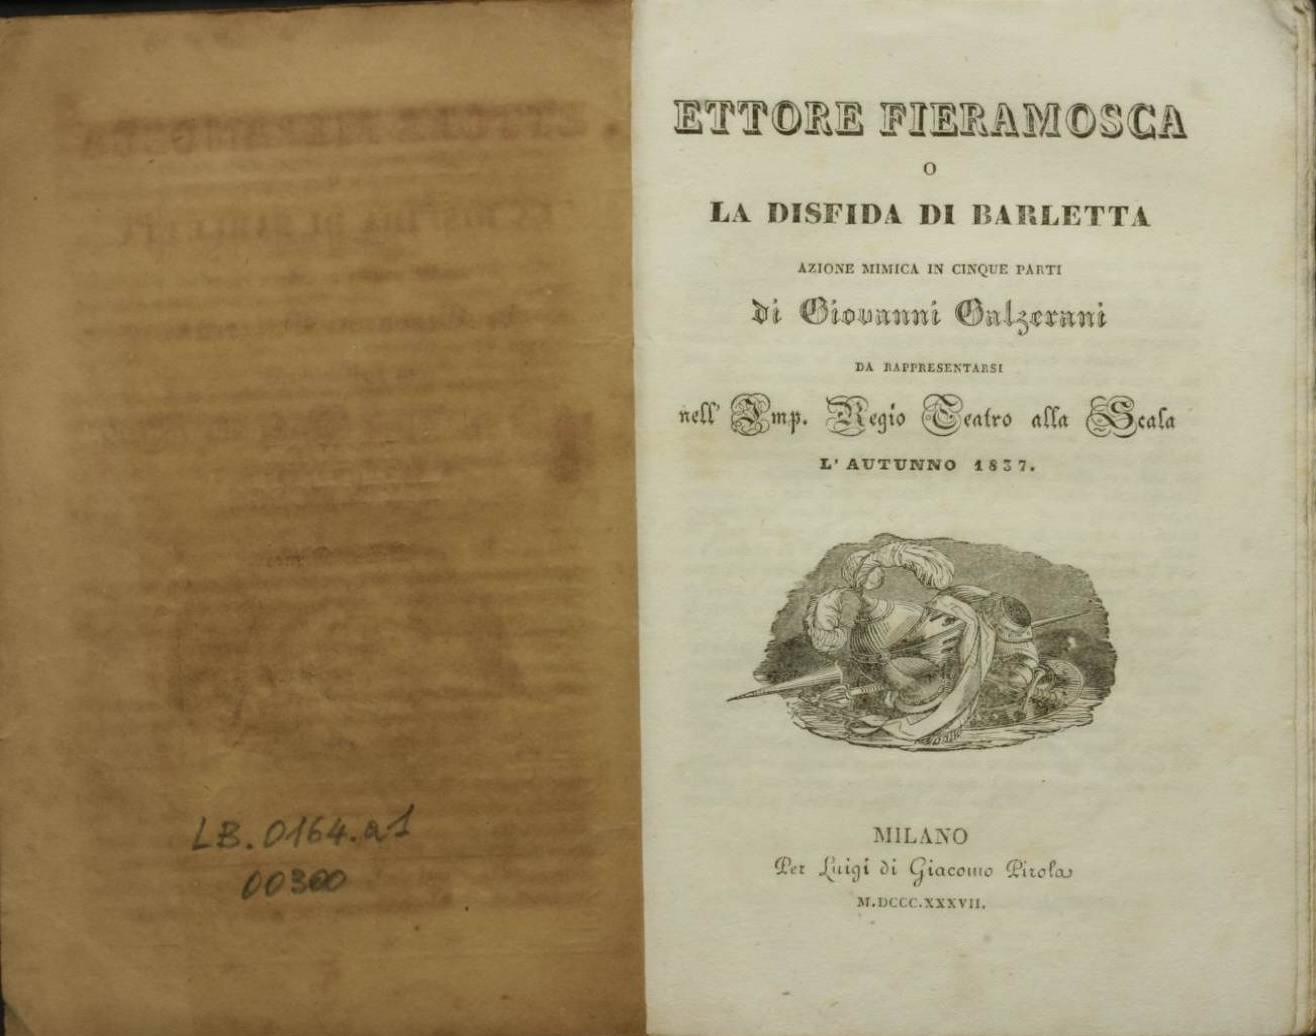 LB.0164.a1
00300
ETTORE FIERAMOSCA
O
LA DISFIDA DI BARLETTA
AZIONE MIMICA IN CINQUE PARTI
di Giovanni Galzerani
DA RAPPRESENTARSI
nell' Imp. Regio Teatro alla Scala
L'AUTUNNO 1837.
MILANO
Per Luigi di Giacomo Pirola
M.DCCC.XXXVII.